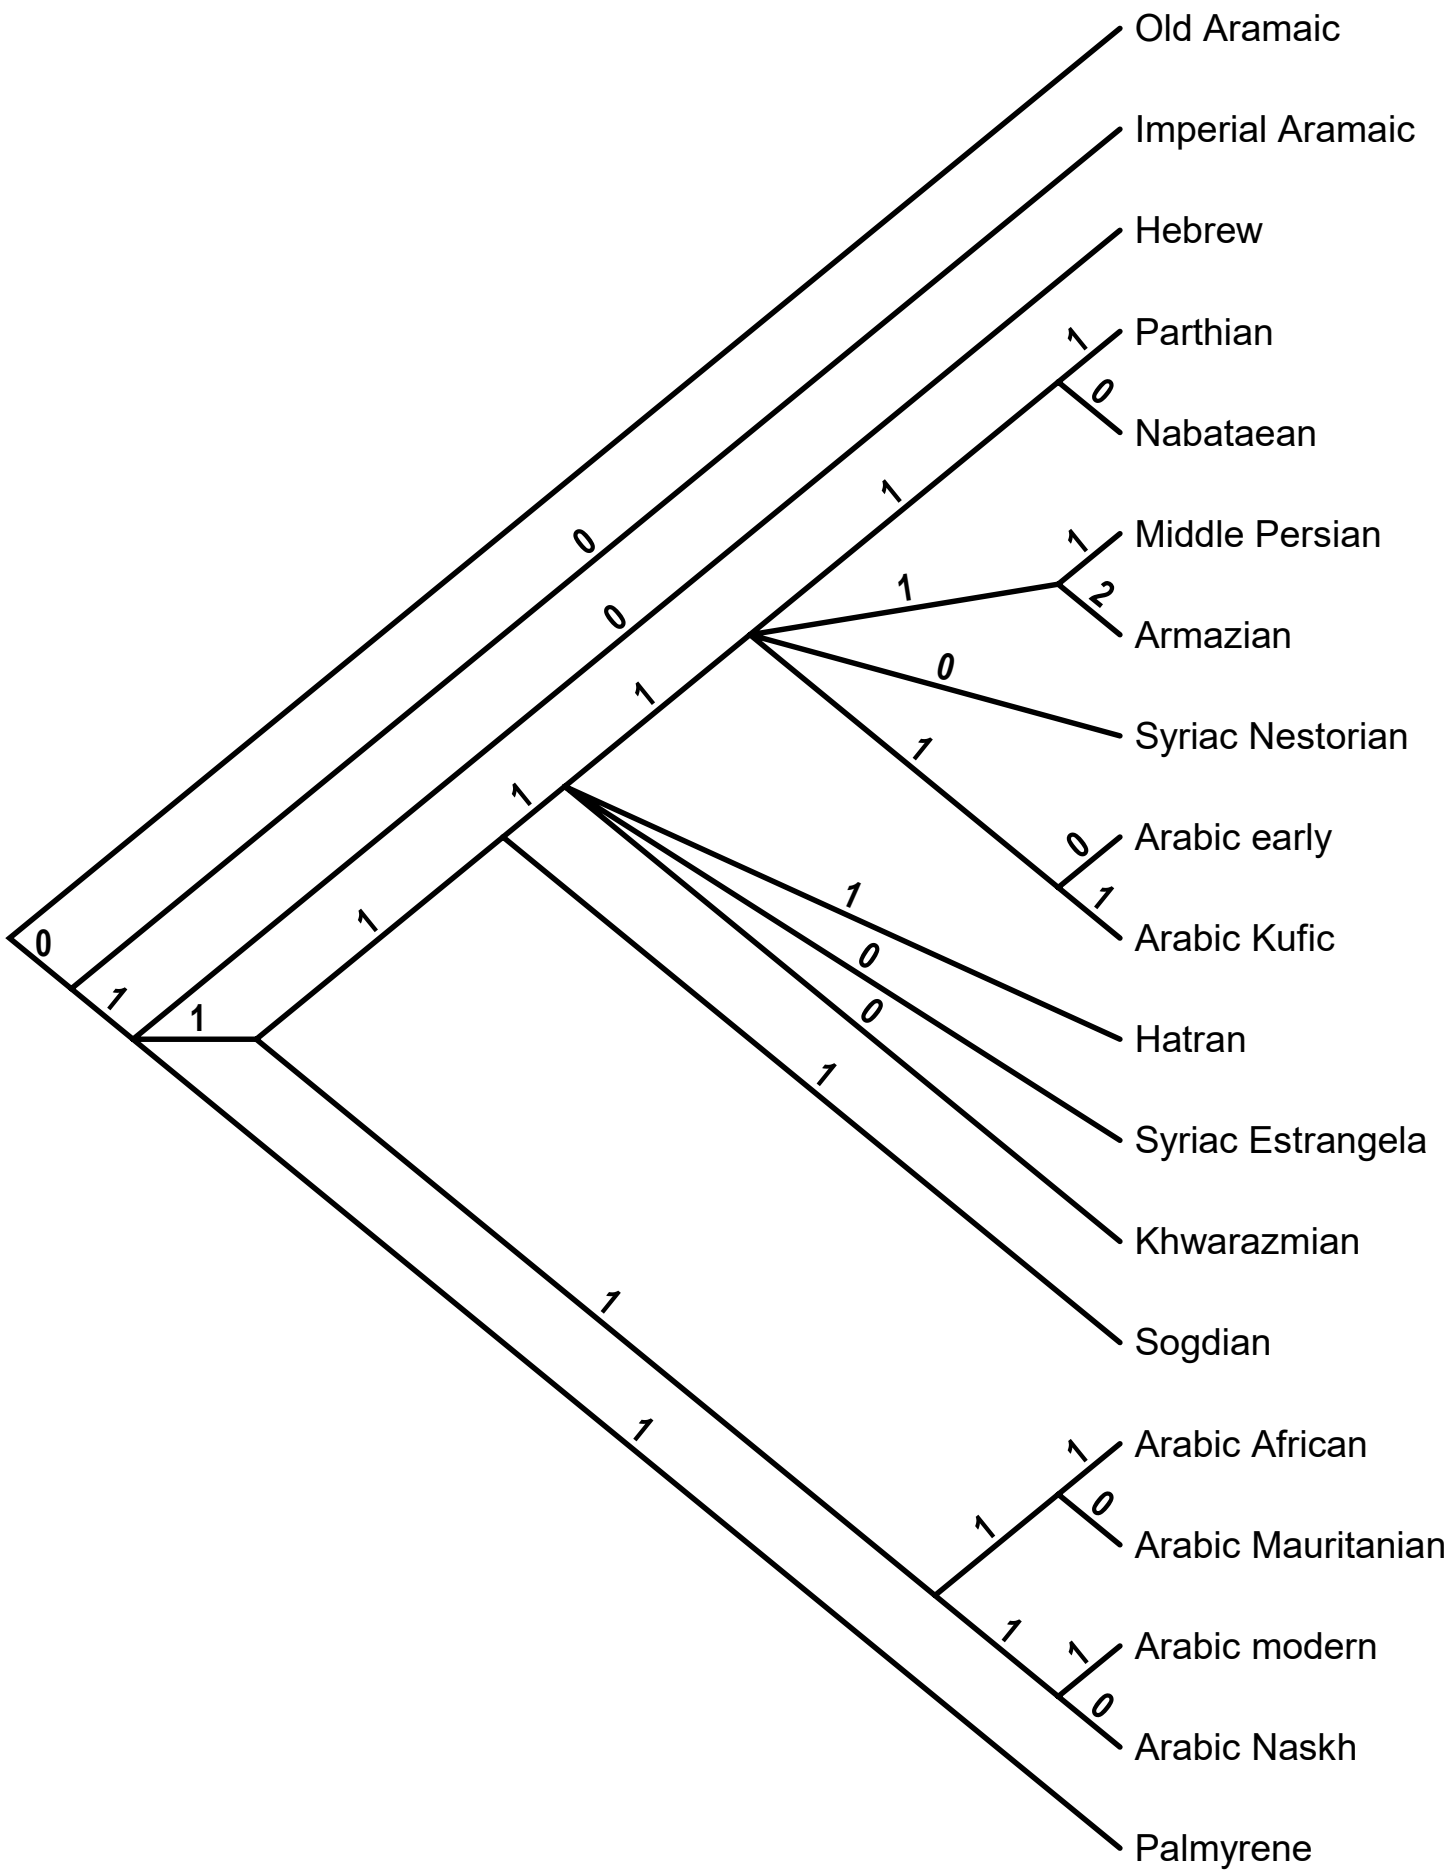 Old Aramaic
Imperial Aramaic
Hebrew
1
Parthian
0
Nabataean
1
Middle Persian
1
2
Armazian
0
0
0
Syriac Nestorian
1
1
0
Arabic early
1
1
Arabic Kufic
1
1
0
0
Hatran
1
1
0
Syriac Estrangela
1
Khwarazmian
1
Sogdian
1
1
Arabic African
1
0
Arabic Mauritanian
1
1
Arabic modern
0
Arabic Naskh
Palmyrene